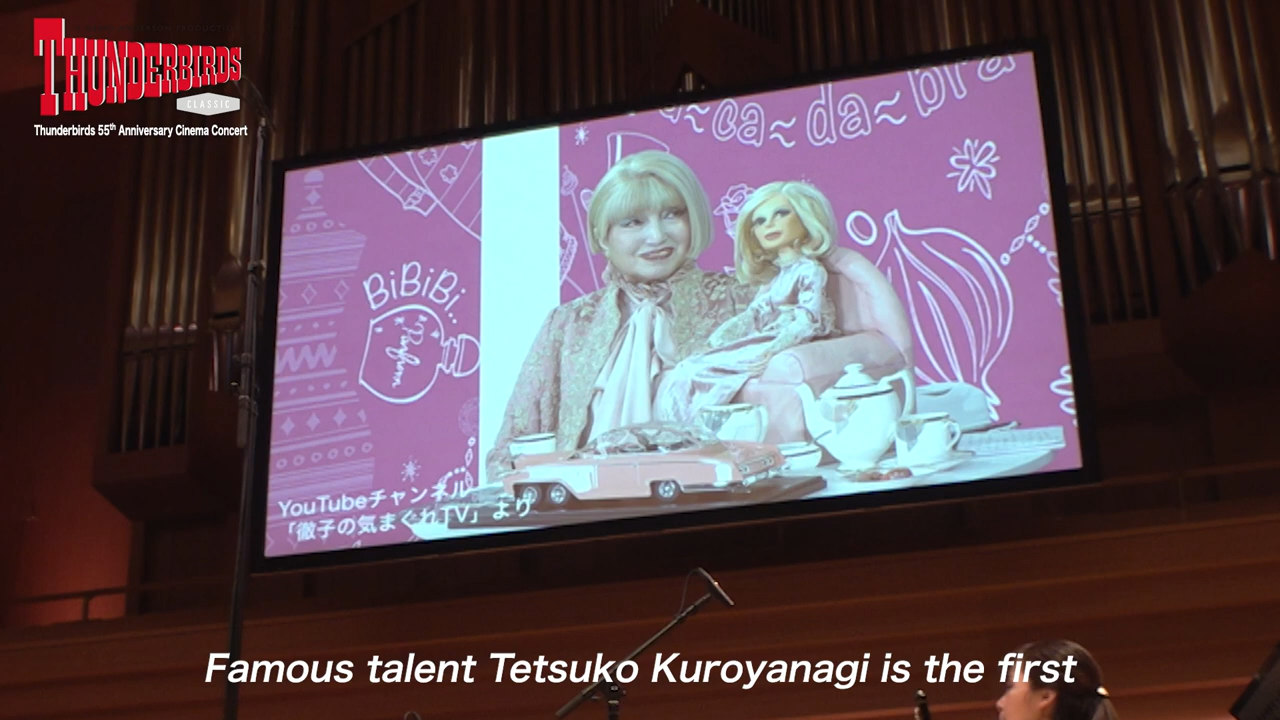 THUNDERBIRDS
CLASSIC
Thunderbirds 55th Anniversary Cinema Concert
ca~da~bra
BiBiBi..
YouTubeチャンネル
「徹子の気まぐれTV」より
Famous talent Tetsuko Kuroyanagi is the first